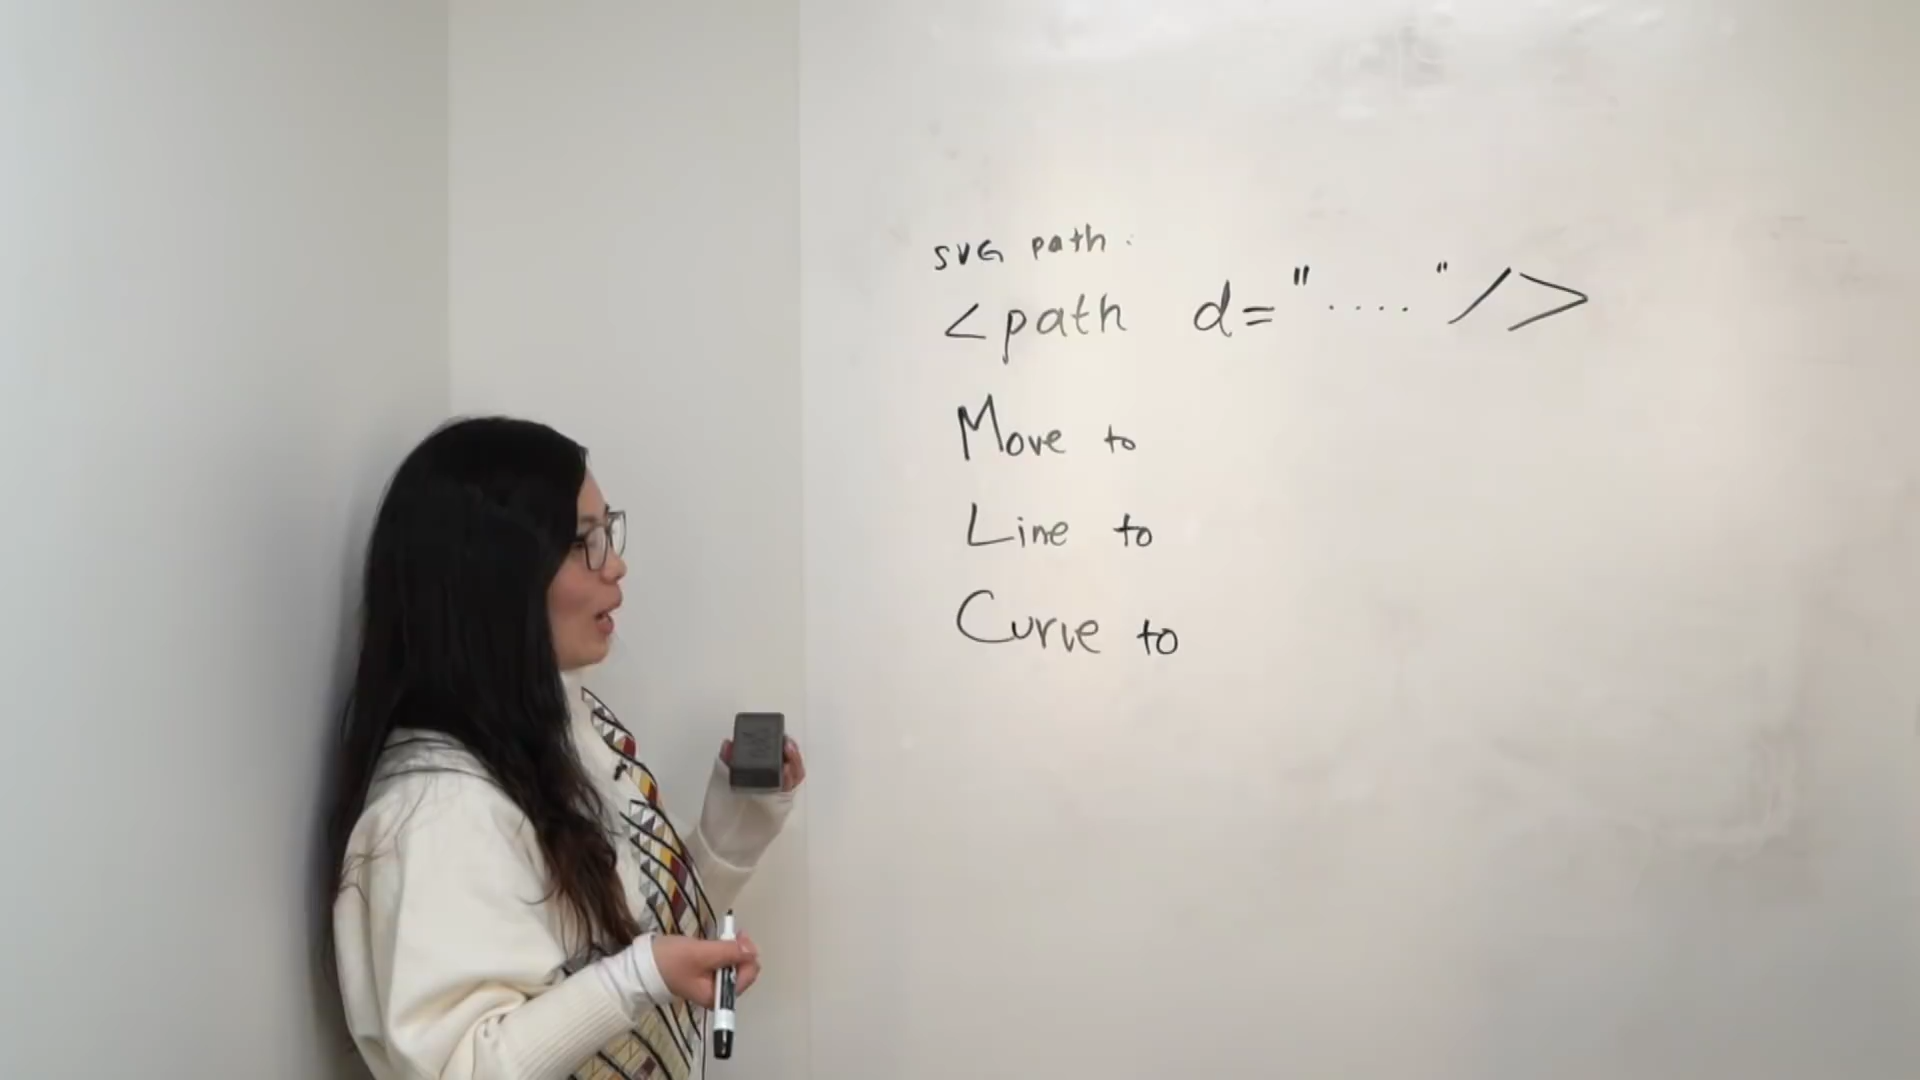 SVG path.
<path d="...."/>
Move to
Line to
Curve to